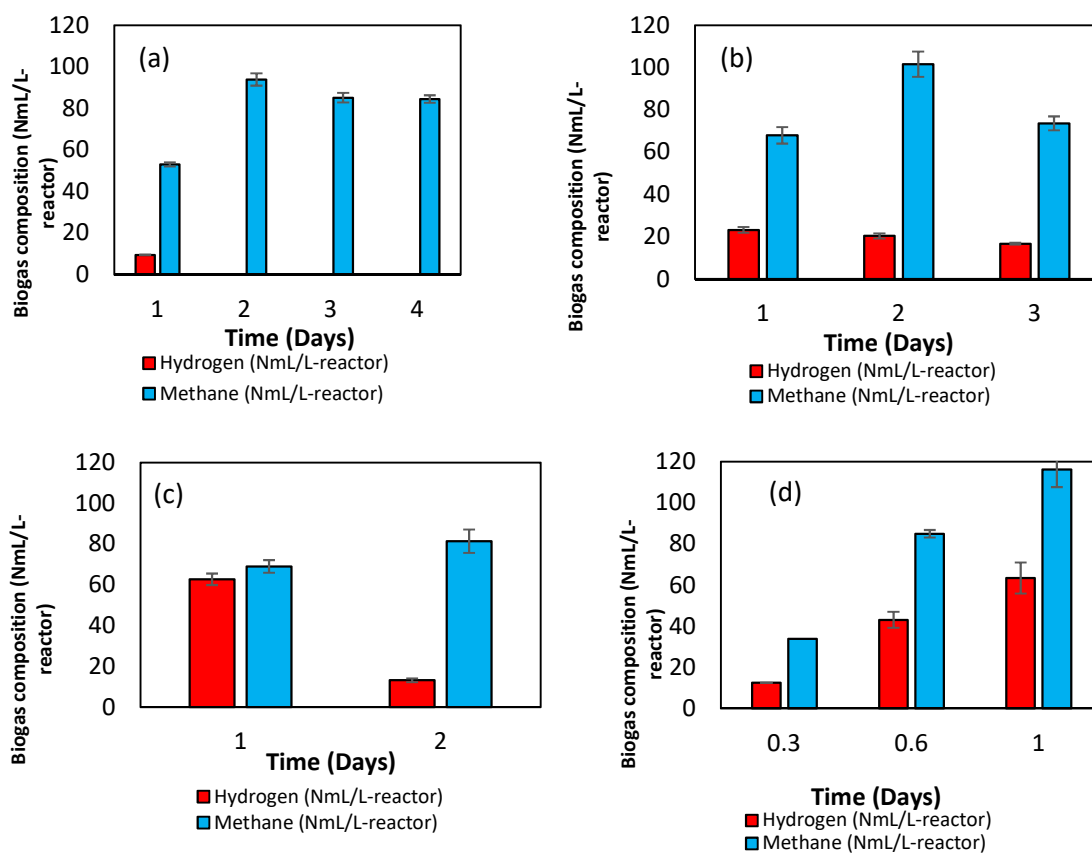 (a)
Biogas composition (NmL/L-
reactor)
120
100
80
60
40
20
0
1 2 3 4
Time (Days)
Hydrogen (NmL/L-reactor)
Methane (NmL/L-reactor)
(b)
Biogas composition (NmL/L-
reactor)
120
100
80
60
40
20
0
1 2 3
Time (Days)
Hydrogen (NmL/L-reactor)
Methane (NmL/L-reactor)
(c)
Biogas composition (NmL/L-
reactor)
120
100
80
60
40
20
0
1 2
Time (Days)
Hydrogen (NmL/L-reactor)
Methane (NmL/L-reactor)
(d)
Biogas composition (NmL/L-
reactor)
120
100
80
60
40
20
0
0.3 0.6 1
Time (Days)
Hydrogen (NmL/L-reactor)
Methane (NmL/L-reactor)